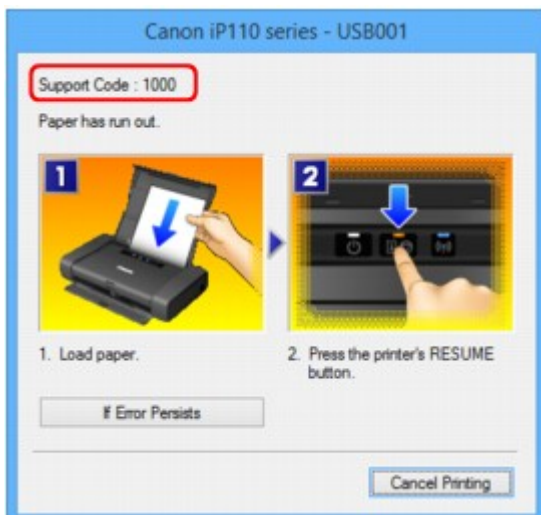 Canon iP110 series - USB001
Support Code : 1000
Paper has run out.
1
2
1. Load paper.
2. Press the printer's RESUME
button.
If Error Persists
Cancel Printing